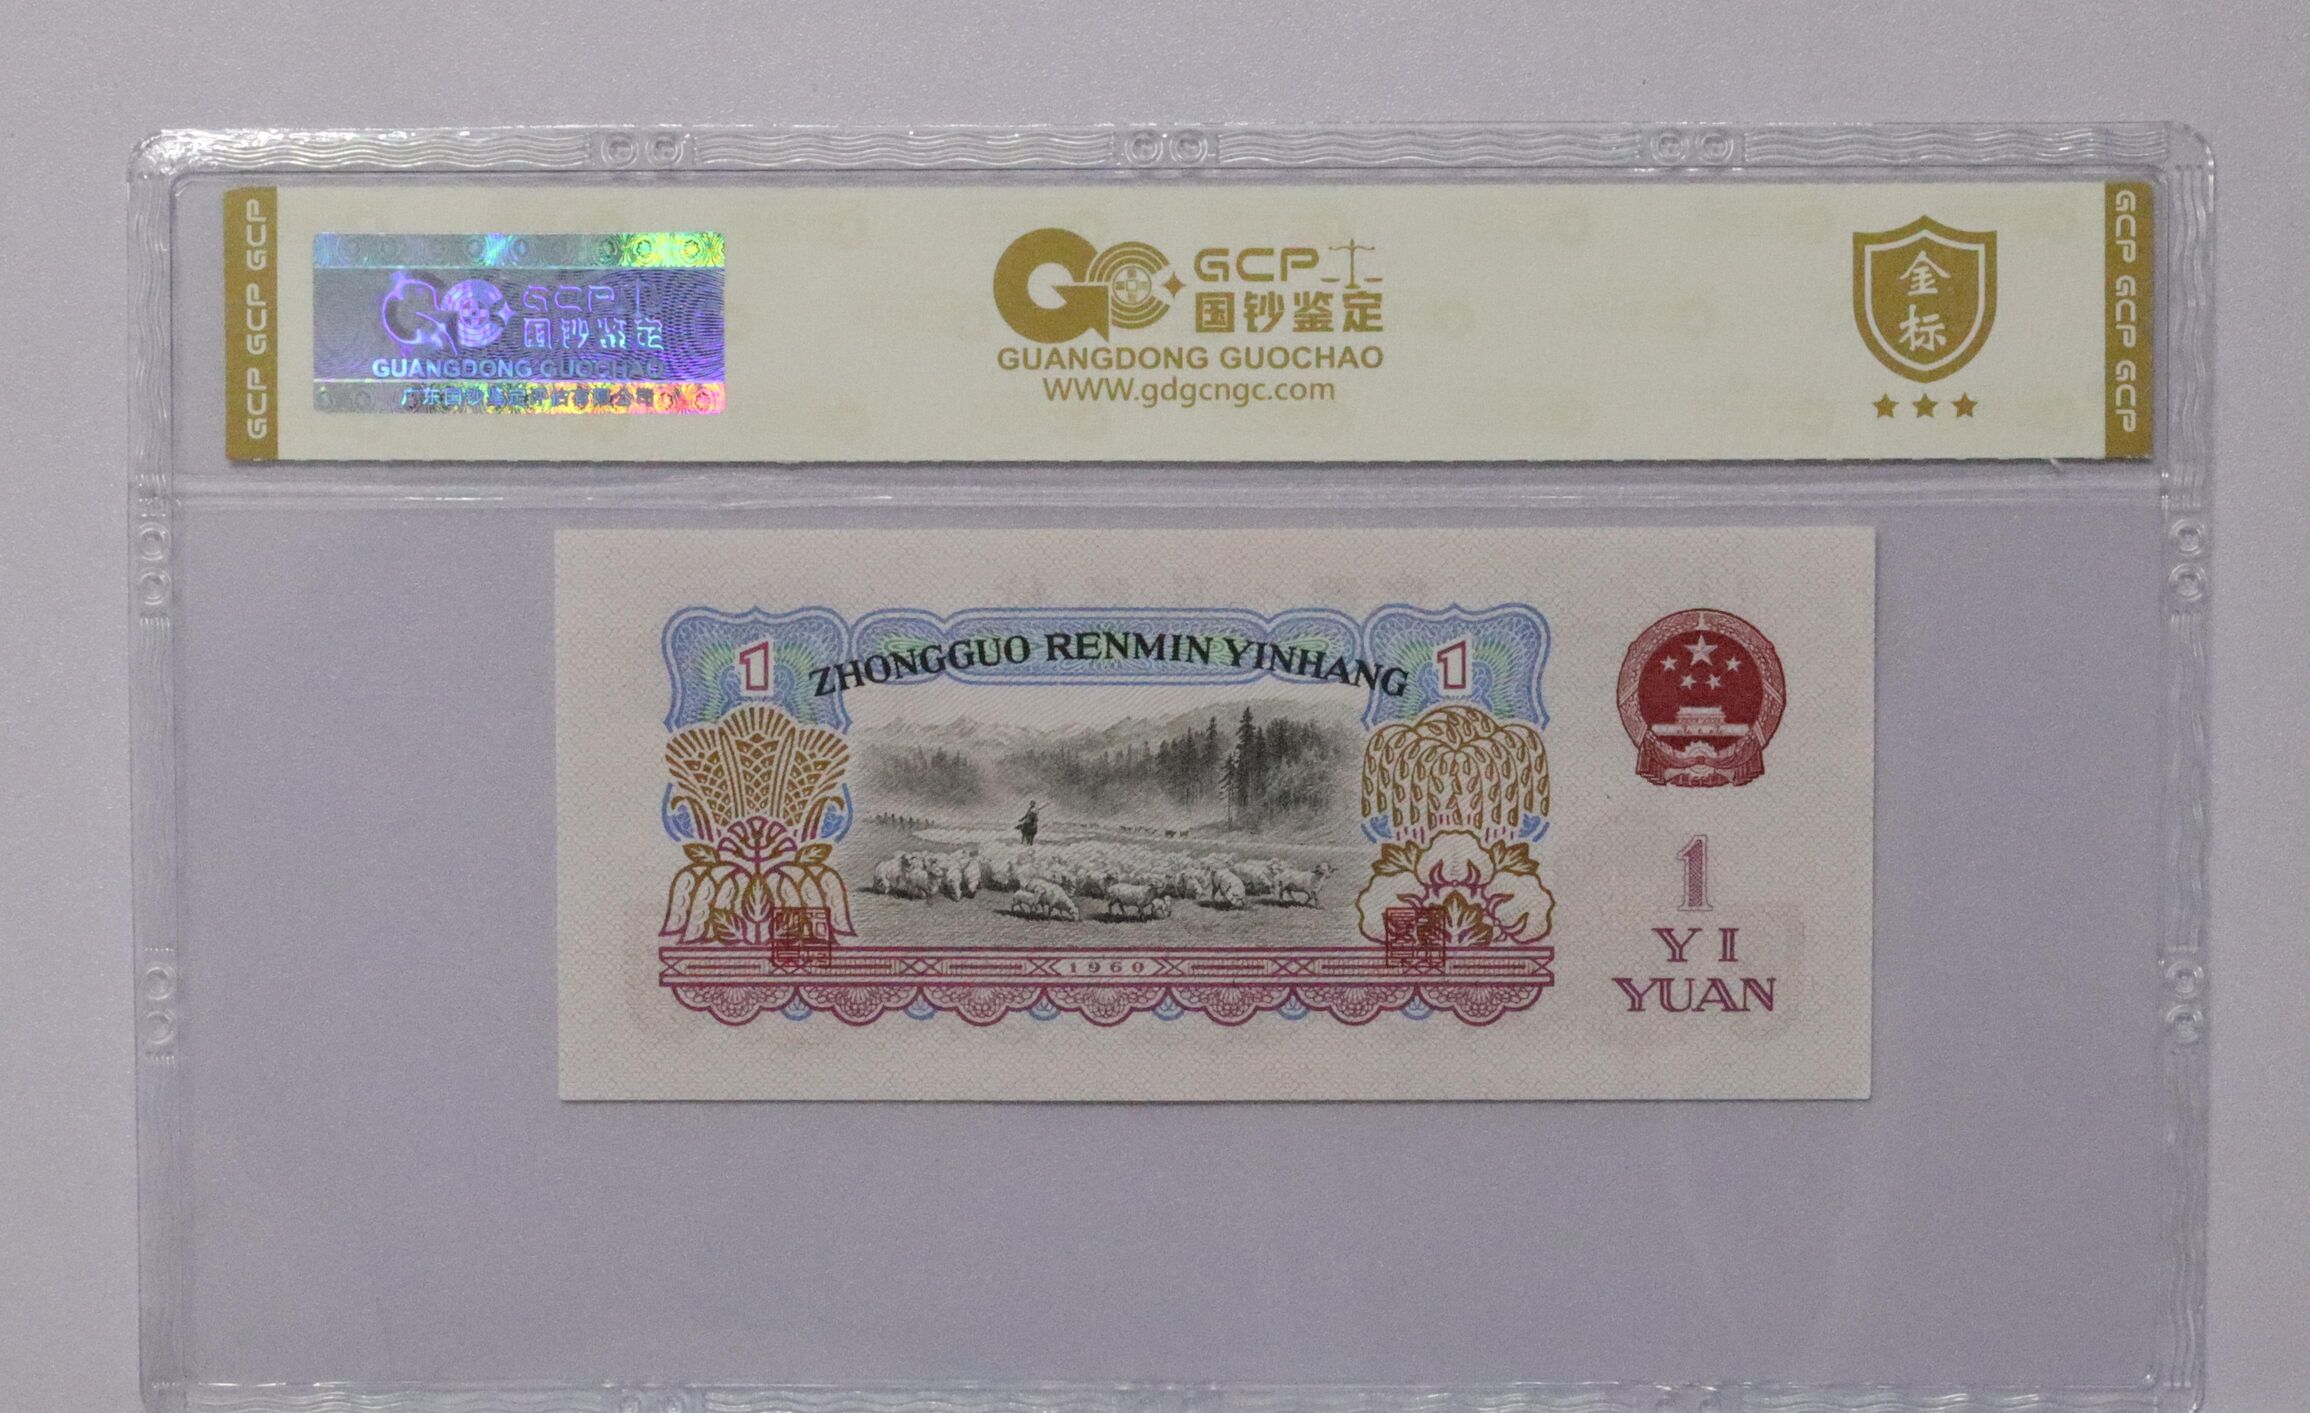 GCP GCP GCP
GCP
国钞鉴定
GUANGDONG GUOCHAO
广东国钞鉴定评估有限公司
GCP
国钞鉴定
GUANGDONG GUOCHAO
WWW.gdgcngc.com
金
标
GCP GCP GCP
1 ZHONGGUO RENMIN YINHANG 1
1960
1
YI
YUAN